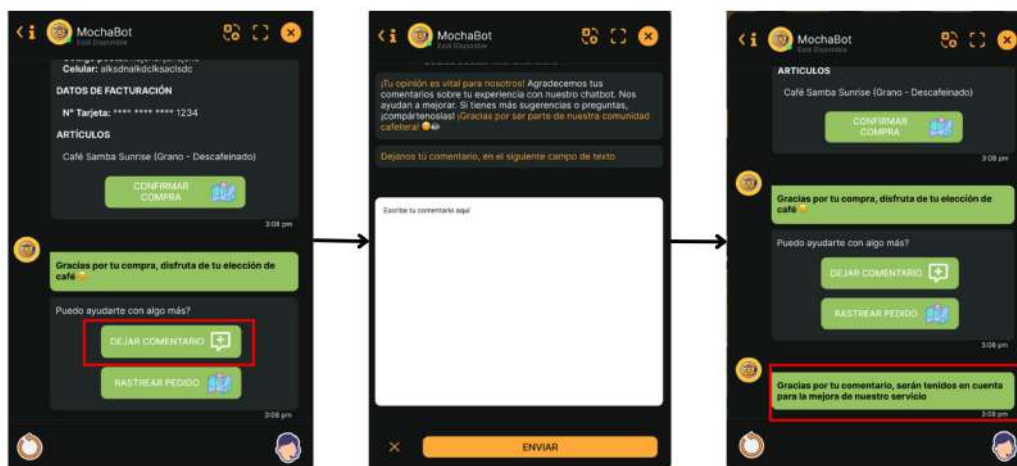 MochaBot
Está Disponible
Celular: alksdnalkdclksaclsdc
DATOS DE FACTURACIÓN
N° Tarjeta: **** **** **** 1234
ARTÍCULOS
Café Samba Sunrise (Grano - Descafeinado)
CONFIRMAR
COMPRA
3:08 pm
Gracias por tu compra, disfruta de tu elección de
café
Puedo ayudarte con algo más?
DEJAR COMENTARIO
RASTREAR PEDIDO
3:08 pm
MochaBot
Está Disponible
¡Tu opinión es vital para nosotros! Agradecemos tus
comentarios sobre tu experiencia con nuestro chatbot. Nos
ayudan a mejorar. Si tienes más sugerencias o preguntas,
¡compártenoslas! ¡Gracias por ser parte de nuestra comunidad
cafetera!
Dejanos tú comentario, en el siguiente campo de texto
Escribe tu comentario aquí
ENVIAR
MochaBot
Está Disponible
ARTICULOS
Café Samba Sunrise (Grano - Descafeinado)
CONFIRMAR
COMPRA
3:08 pm
Gracias por tu compra, disfruta de tu elección de
café
Puedo ayudarte con algo más?
DEJAR COMENTARIO
RASTREAR PEDIDO
3:08 pm
Gracias por tu comentario, serán tenidos en cuenta
para la mejora de nuestro servicio
3:08 pm